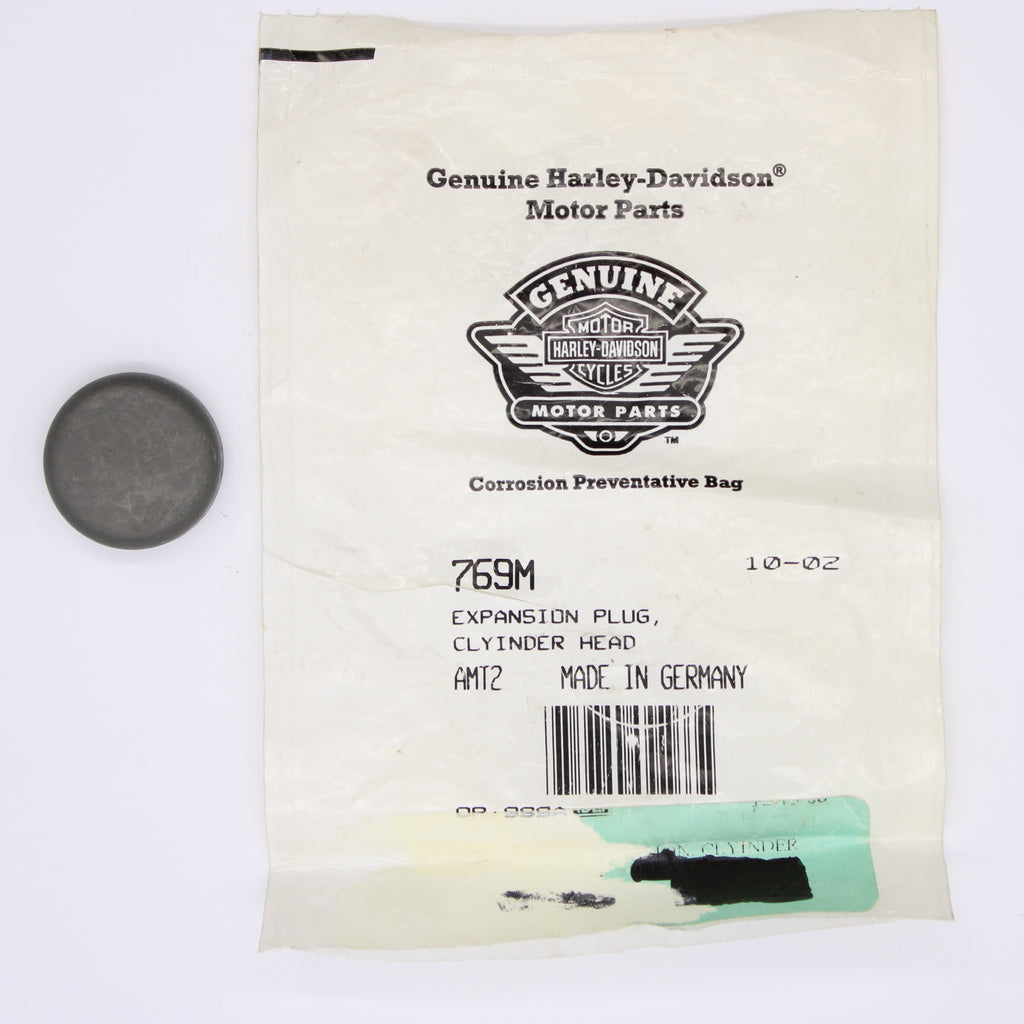 Genuine Harley-Davidson®
Motor Parts
GENUINE
MOTOR
HARLEY-DAVIDSON
CYCLES
MOTOR PARTS
TM
Corrosion Preventative Bag
769M
10-02
EXPANSION PLUG,
CLYINDER HEAD
AMT2 MADE IN GERMANY
CLYINDER